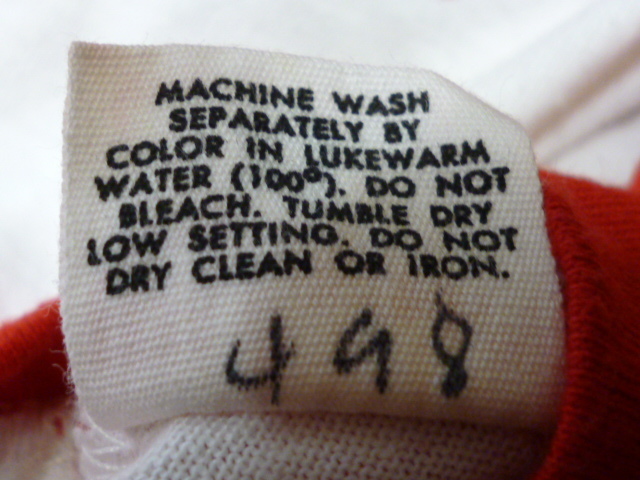 MACHINE WASH
SEPARATELY BY
COLOR IN LUKEWARM
WATER (100°). DO NOT
BLEACH. TUMBLE DRY
LOW SETTING. DO NOT
DRY CLEAN OR IRON.
498